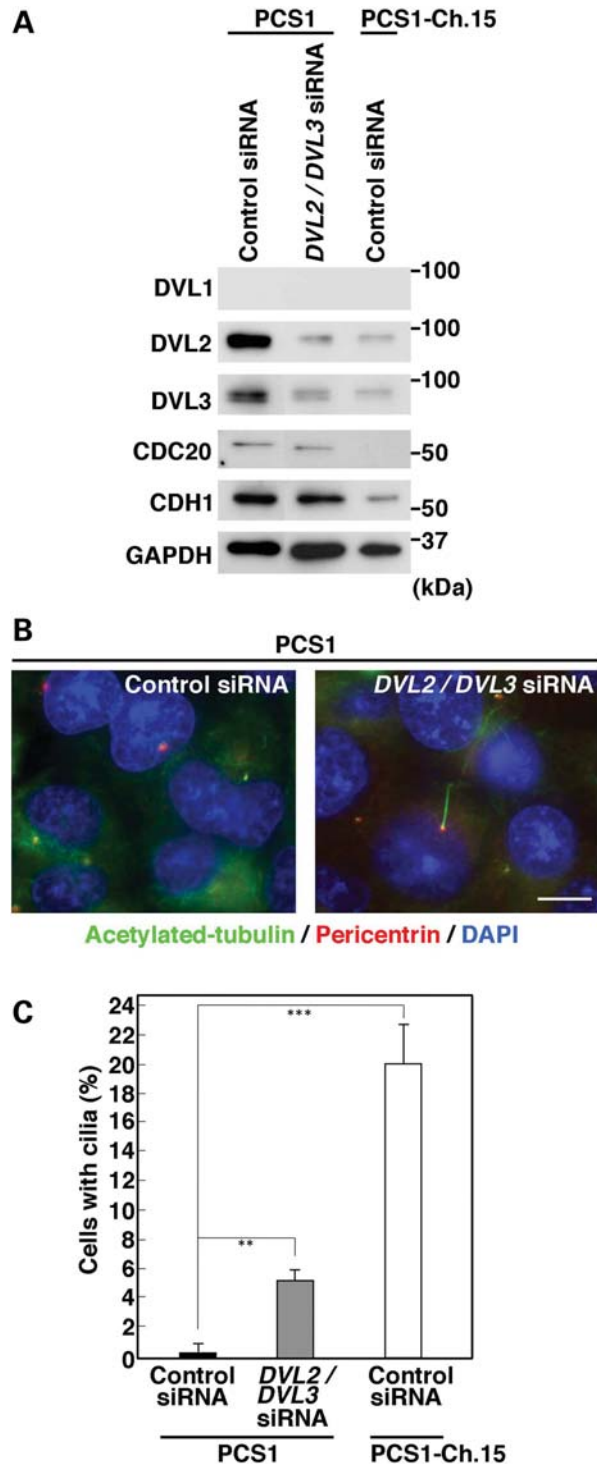 A
PCS1 PCS1-Ch.15
Control siRNA
DVL2 / DVL3 siRNA
Control siRNA
DVL1 -100
DVL2 -100
DVL3 -100
CDC20 -50
CDH1 -50
GAPDH -37
(kDa)
B
PCS1
Control siRNA DVL2 / DVL3 siRNA
Acetylated-tubulin / Pericentrin / DAPI
C
Cells with cilia (%)
24
22
20
18
16
14
12
10
8
6
4
2
0
***
**
Control siRNA
DVL2 / DVL3 siRNA
Control siRNA
PCS1 PCS1-Ch.15